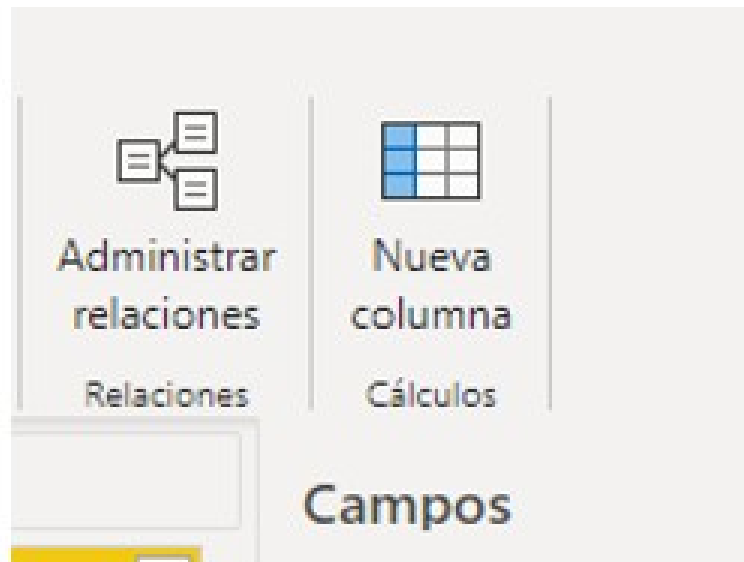 Administrar
relaciones
Relaciones
Nueva
columna
Cálculos
Campos